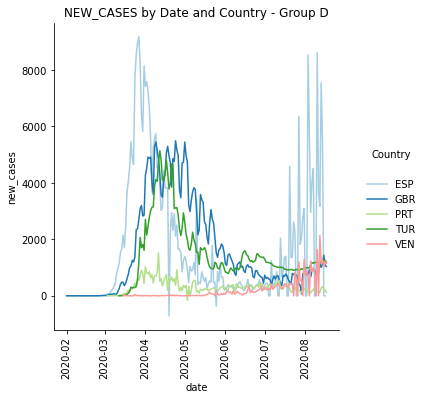 NEW_CASES by Date and Country - Group D
8000
6000
4000
2000
0
new_cases
2020-02
2020-03
2020-04
2020-05
2020-06
2020-07
2020-08
date
Country
ESP
GBR
PRT
TUR
VEN